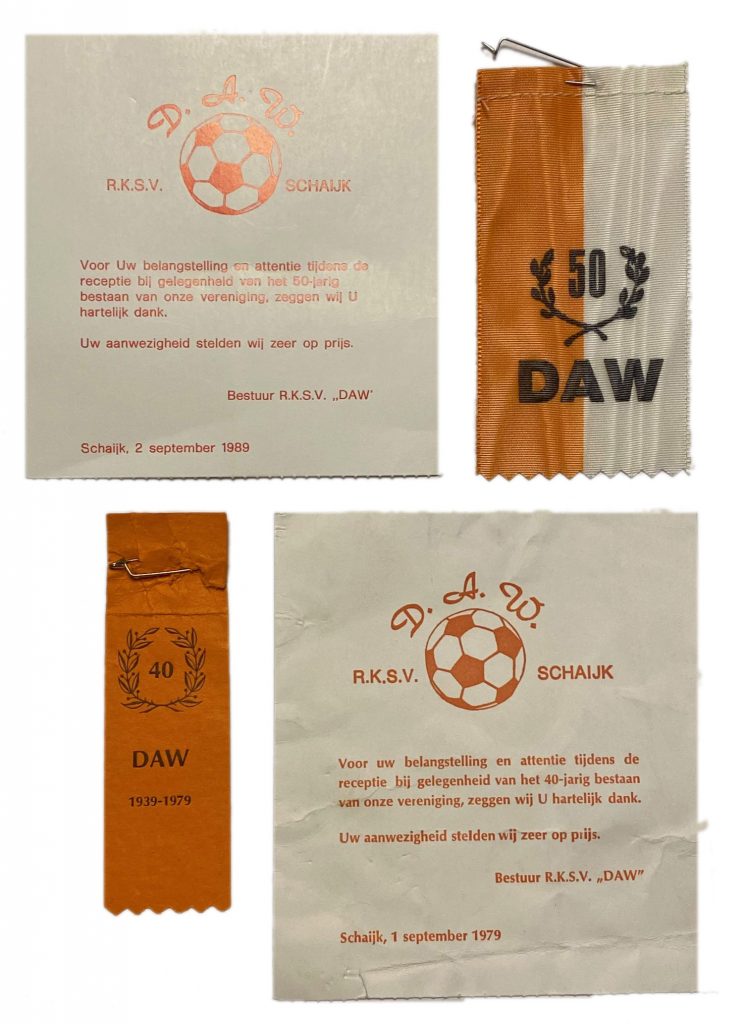 D. A. W.
R.K.S.V. SCHAIJK
Voor Uw belangstelling en attentie tijdens de
receptie bij gelegenheid van het 50-jarig
bestaan van onze vereniging, zeggen wij U
hartelijk dank.
Uw aanwezigheid stelden wij zeer op prijs.
Bestuur R.K.S.V. „DAW"
Schaijk, 2 september 1989
50
DAW
40
DAW
1939-1979
D. A. W.
R.K.S.V. SCHAIJK
Voor uw belangstelling en attentie tijdens de
receptie bij gelegenheid van het 40-jarig bestaan
van onze vereniging, zeggen wij U hartelijk dank.
Uw aanwezigheid stelden wij zeer op prijs.
Bestuur R.K.S.V. „DAW”
Schaijk, 1 september 1979